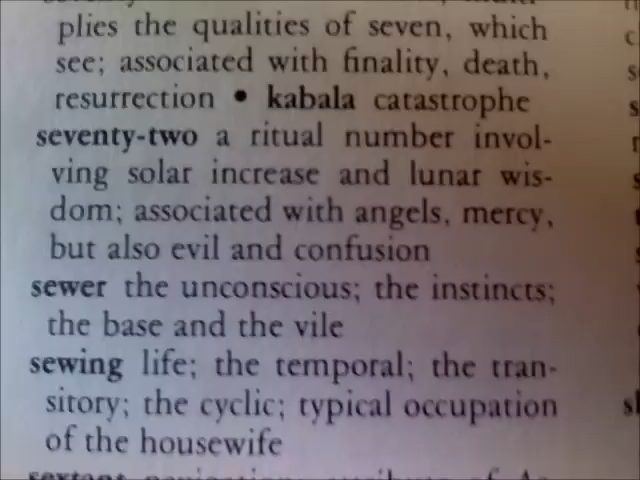 plies the qualities of seven, which
see; associated with finality, death,
resurrection • kabala catastrophe
seventy-two a ritual number invol-
ving solar increase and lunar wis-
dom; associated with angels, mercy,
but also evil and confusion
sewer the unconscious; the instincts;
the base and the vile
sewing life; the temporal; the tran-
sitory; the cyclic; typical occupation
of the housewife